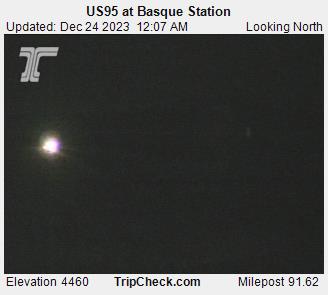 US95 at Basque Station
Updated: Dec 24 2023 12:07 AM Looking North
Elevation 4460 TripCheck.com Milepost 91.62